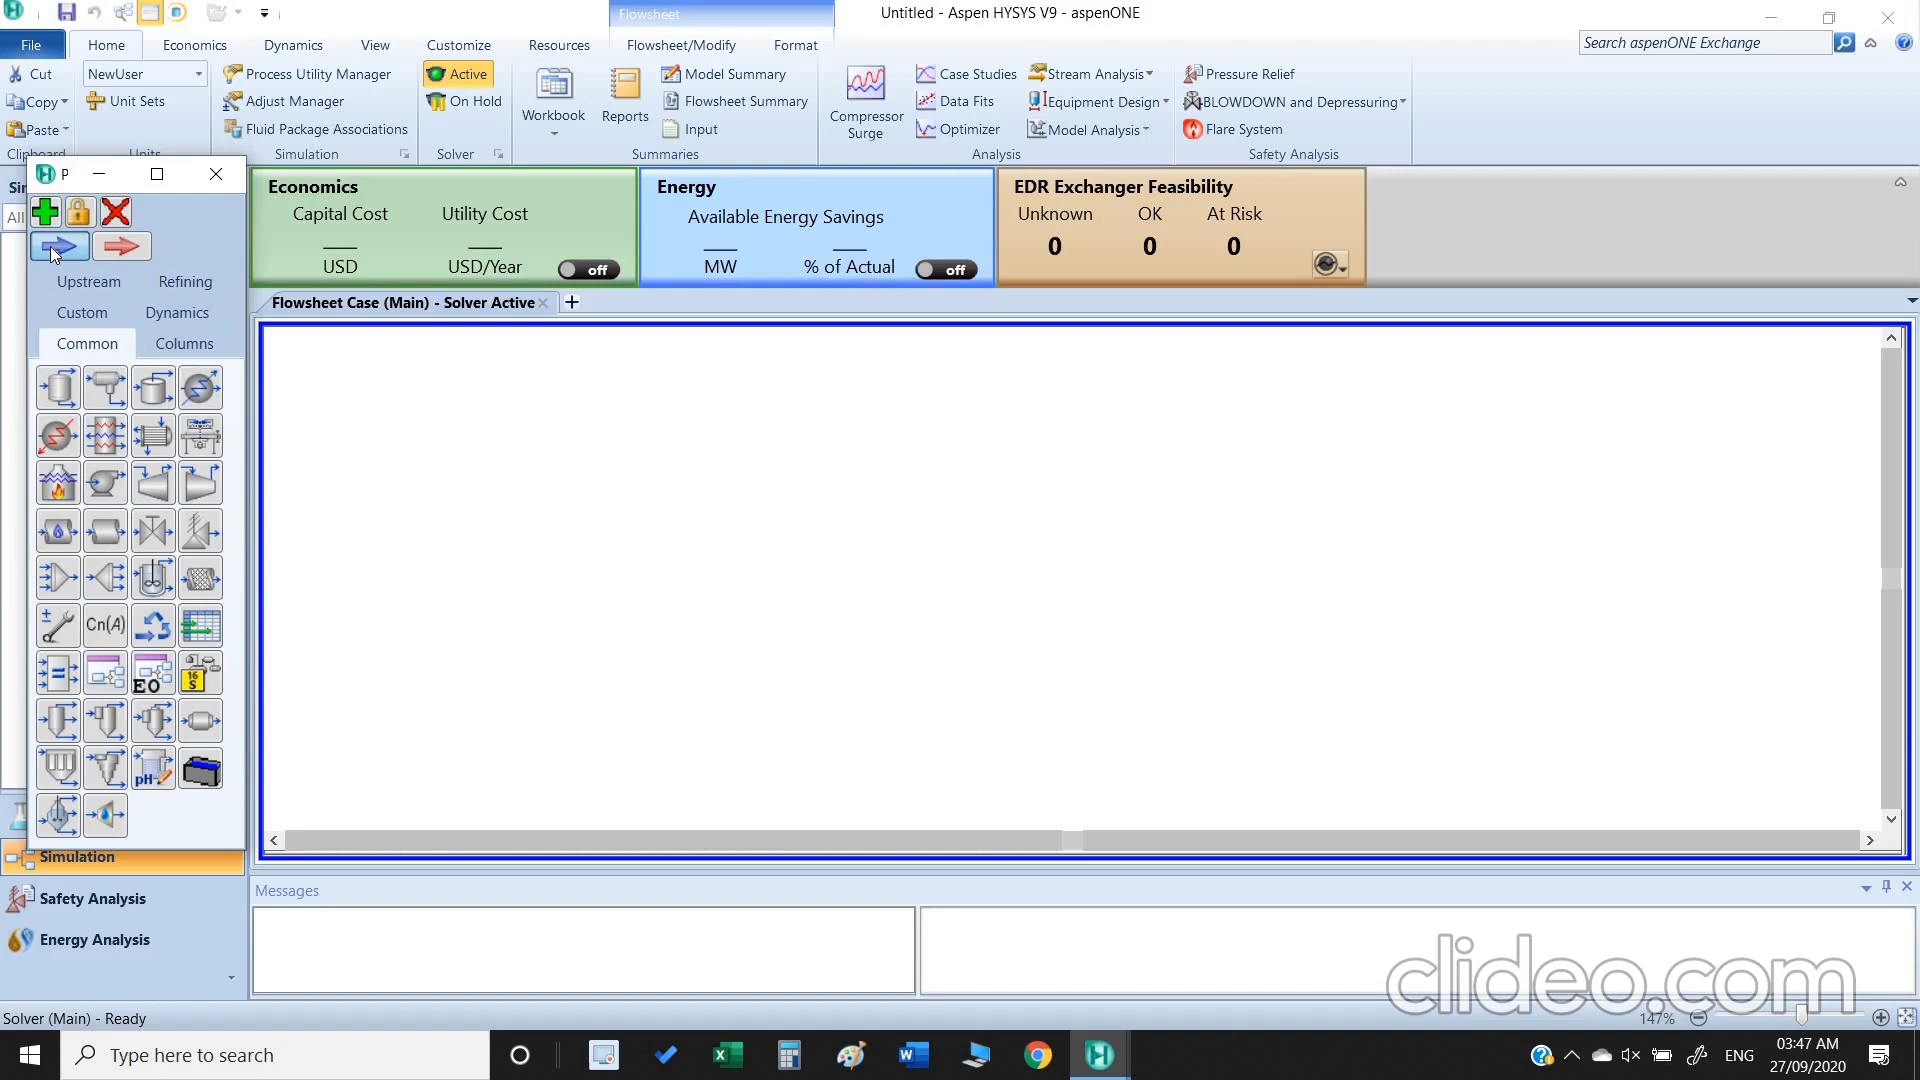 Flowsheet
Untitled - Aspen HYSYS V9 - aspenONE
File
Home
Economics
Dynamics
View
Customize
Resources
Flowsheet/Modify
Format
Search aspenONE Exchange
Cut
Copy
Paste
Clipboard
NewUser
Unit Sets
Units
Process Utility Manager
Adjust Manager
Fluid Package Associations
Simulation
Active
On Hold
Solver
Workbook
Reports
Model Summary
Flowsheet Summary
Input
Summaries
Compressor
Surge
Case Studies
Data Fits
Optimizer
Stream Analysis
Equipment Design
Model Analysis
Analysis
Pressure Relief
BLOWDOWN and Depressuring
Flare System
Safety Analysis
P
Sir
All
Upstream
Refining
Custom
Dynamics
Common
Columns
Cn(A)
EO
16
S
pH
Simulation
Safety Analysis
Energy Analysis
Economics
Capital Cost
Utility Cost
USD
USD/Year
off
Energy
Available Energy Savings
MW
% of Actual
off
EDR Exchanger Feasibility
Unknown
OK
At Risk
0
0
0
Flowsheet Case (Main) - Solver Active
Messages
clideo.com
Solver (Main) - Ready
147%
Type here to search
ENG
03:47 AM
27/09/2020